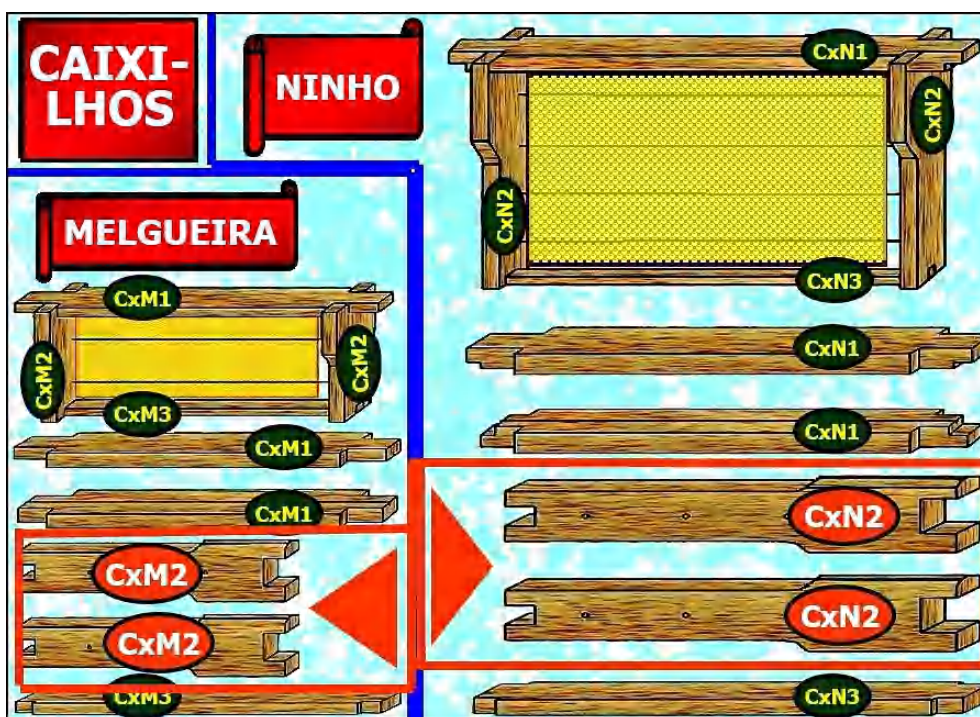 CAIXI-
LHOS
NINHO
CxN1
CxN2
CxN2
CxN3
CxN1
CxN1
CxN2
CxN2
CxN3
MELGUEIRA
CxM1
CxM2
CxM2
CxM3
CxM1
CxM1
CxM2
CxM2
CxM3